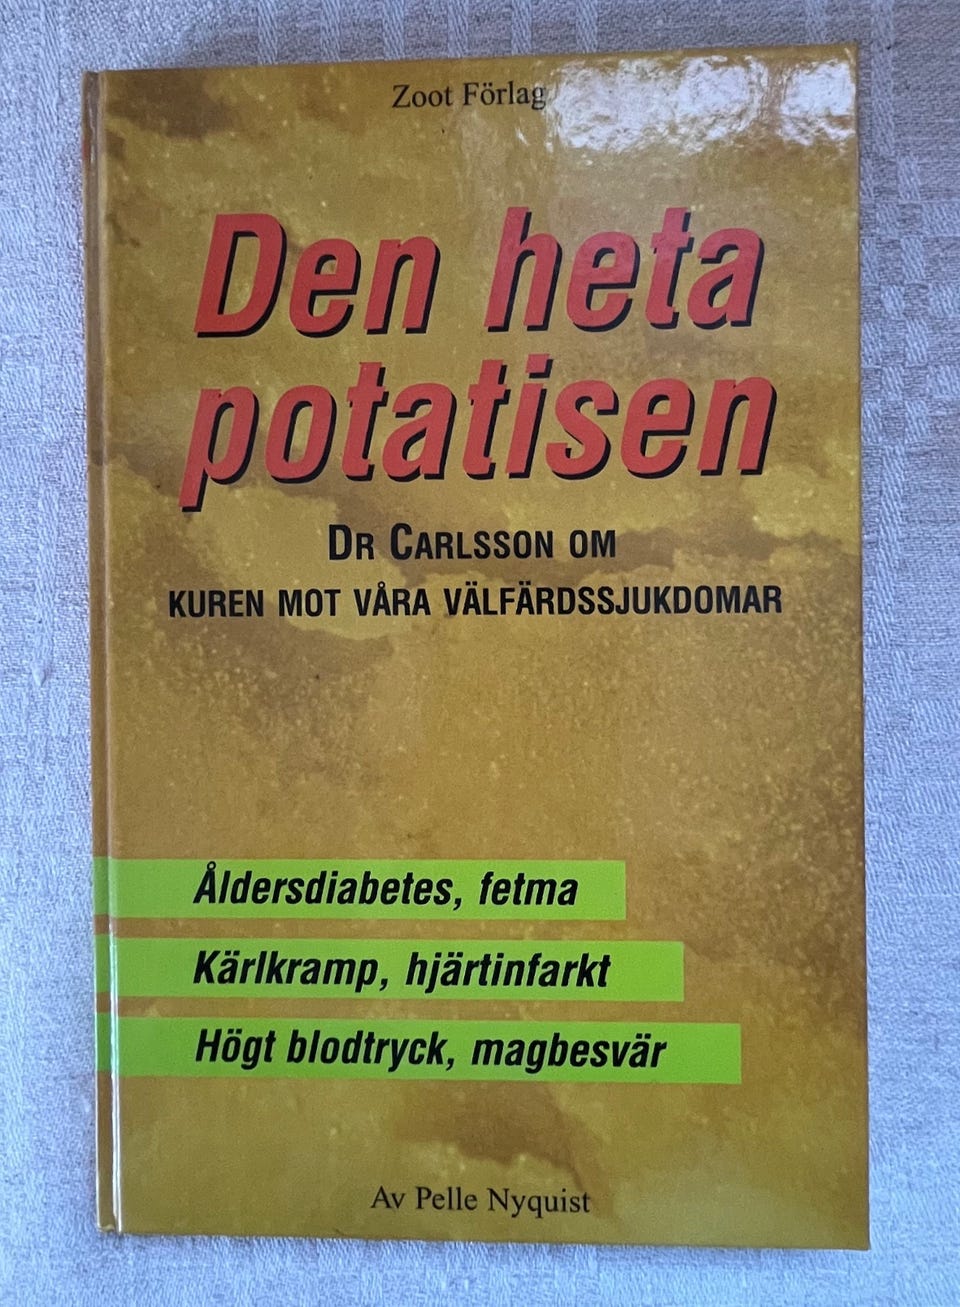 Zoot Förlag
Den heta
potatisen
DR CARLSSON OM
KUREN MOT VÅRA VÄLFÄRDSSJUKDOMAR
Åldersdiabetes, fetma
Kärlkramp, hjärtinfarkt
Högt blodtryck, magbesvär
Av Pelle Nyquist